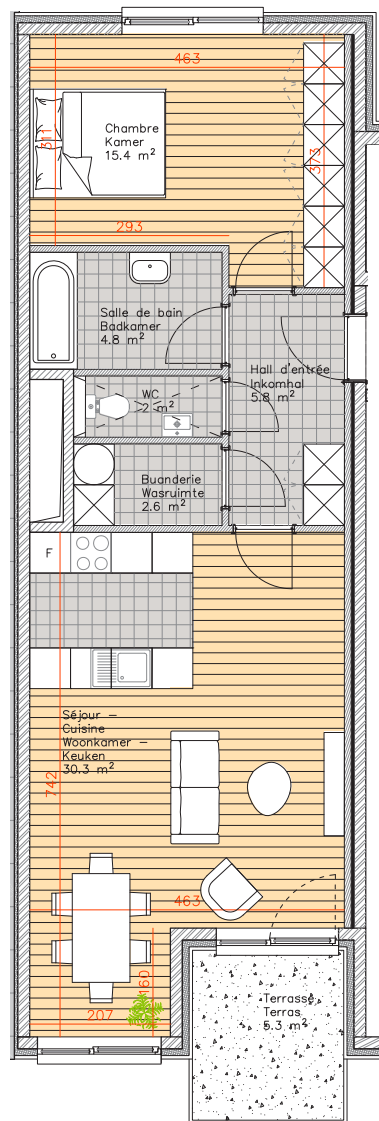 463
Chambre
Kamer
15.4 m²
311
373
293
Salle de bain
Badkamer
4.8 m²
Hall d'entrée
Inkomhal
5.8 m²
WC
2 m²
Buanderie
Wasruimte
2.6 m²
F
Séjour –
Cuisine
Woonkamer –
Keuken
30.3 m²
742
463
160
207
Terrasse
Terras
5.3 m²